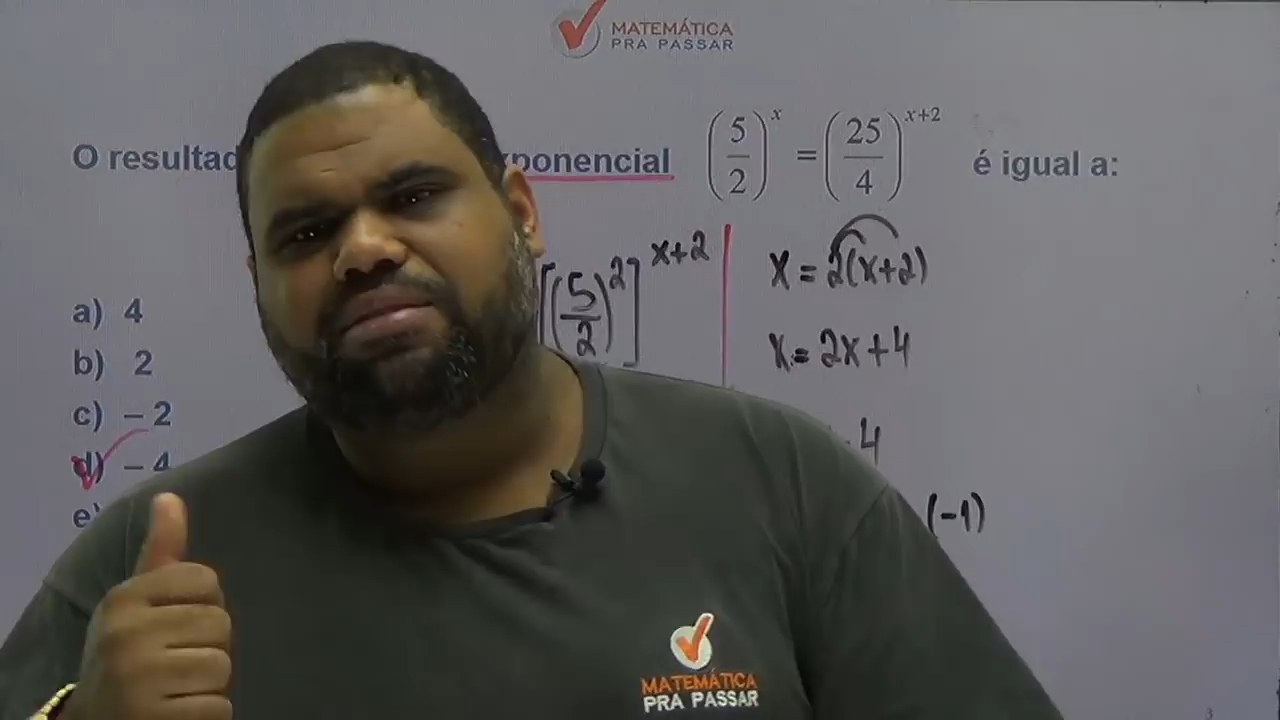 MATEMÁTICA
PRA PASSAR
O resultad xponencial (5/2)^x = (25/4)^(x+2) é igual a:
[(5/2)^2]^(x+2)
x = 2(x+2)
x = 2x+4
a) 4
b) 2
c) – 2
d) – 4
e)
- 4
(-1)
MATEMÁTICA
PRA PASSAR